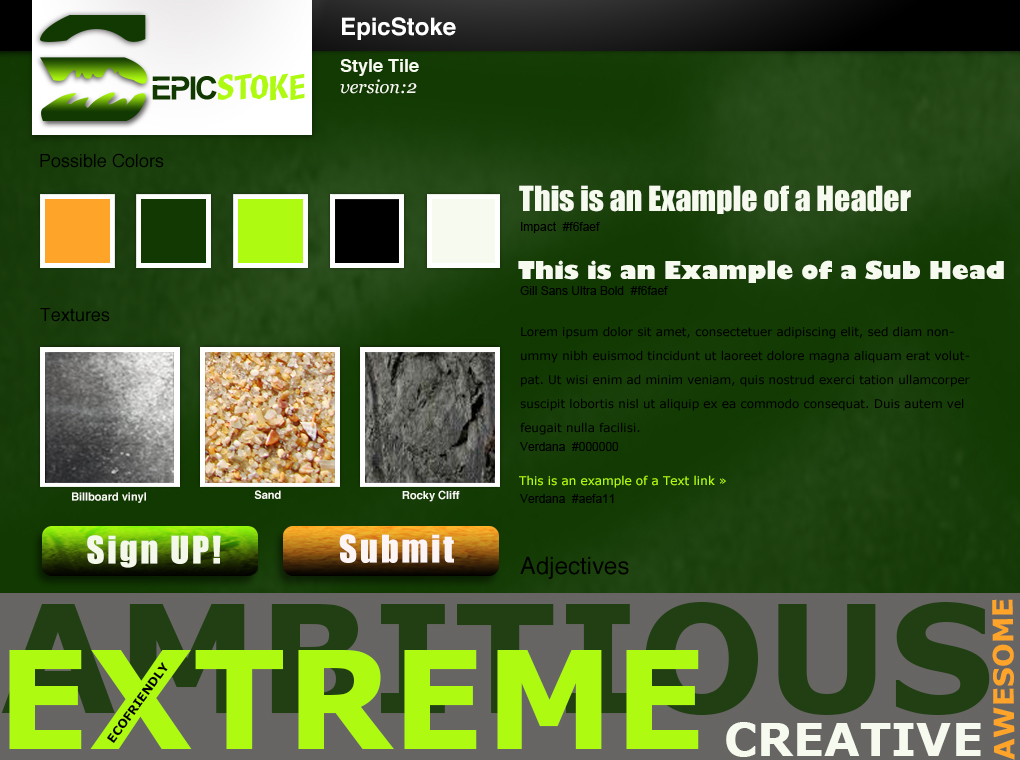 EpicStoke
Style Tile
version:2
EPICSTOKE
Possible Colors
This is an Example of a Header
Impact #f6faef
This is an Example of a Sub Head
Gill Sans Ultra Bold #f6faef
Textures
Lorem ipsum dolor sit amet, consectetuer adipiscing elit, sed diam non-
ummy nibh euismod tincidunt ut laoreet dolore magna aliquam erat volut-
pat. Ut wisi enim ad minim veniam, quis nostrud exerci tation ullamcorper
suscipit lobortis nisl ut aliquip ex ea commodo consequat. Duis autem vel
feugait nulla facilisi.
Verdana #000000
This is an example of a Text link »
Verdana #aefa11
Billboard vinyl
Sand
Rocky Cliff
Sign UP!
Submit
Adjectives
AMBITIOUS
EXTREME
ECOFRIENDLY
CREATIVE
AWESOME